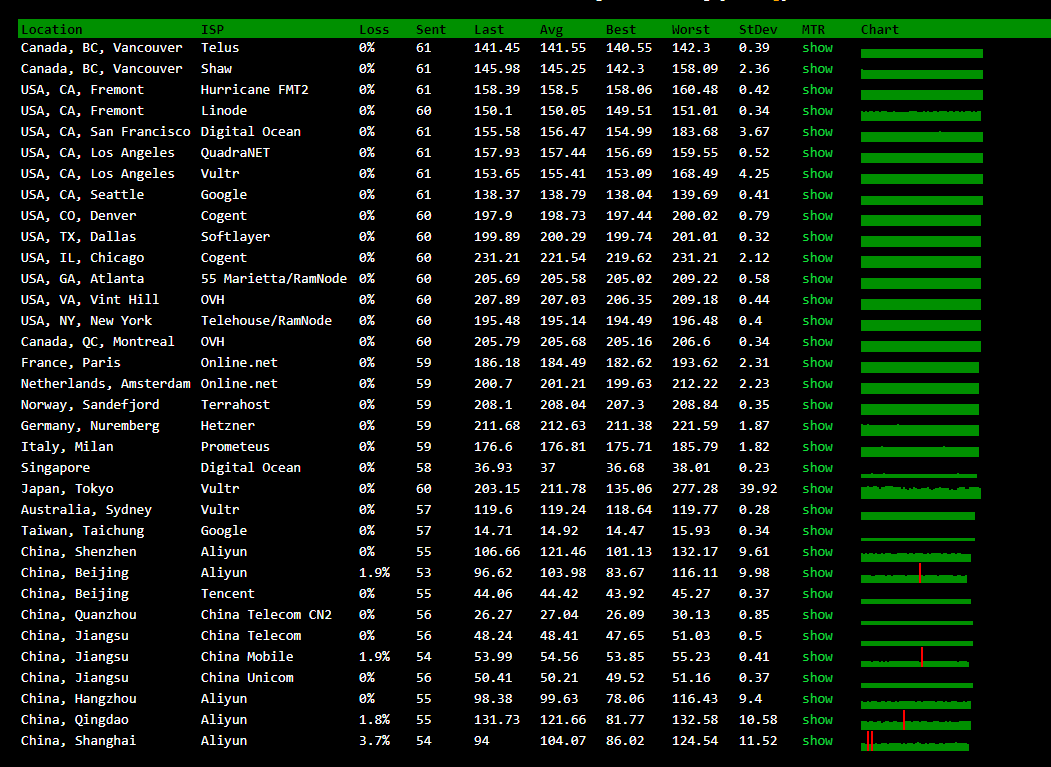 Location ISP Loss Sent Last Avg Best Worst StDev MTR Chart
Canada, BC, Vancouver Telus 0% 61 141.45 141.55 140.55 142.3 0.39 show
Canada, BC, Vancouver Shaw 0% 61 145.98 145.25 142.3 158.09 2.36 show
USA, CA, Fremont Hurricane FMT2 0% 61 158.39 158.5 158.06 160.48 0.42 show
USA, CA, Fremont Linode 0% 60 150.1 150.05 149.51 151.01 0.34 show
USA, CA, San Francisco Digital Ocean 0% 61 155.58 156.47 154.99 183.68 3.67 show
USA, CA, Los Angeles QuadraNET 0% 61 157.93 157.44 156.69 159.55 0.52 show
USA, CA, Los Angeles Vultr 0% 61 153.65 155.41 153.09 168.49 4.25 show
USA, CA, Seattle Google 0% 61 138.37 138.79 138.04 139.69 0.41 show
USA, CO, Denver Cogent 0% 60 197.9 198.73 197.44 200.02 0.79 show
USA, TX, Dallas Softlayer 0% 60 199.89 200.29 199.74 201.01 0.32 show
USA, IL, Chicago Cogent 0% 60 231.21 221.54 219.62 231.21 2.12 show
USA, GA, Atlanta 55 Marietta/RamNode 0% 60 205.69 205.58 205.02 209.22 0.58 show
USA, VA, Vint Hill OVH 0% 60 207.89 207.03 206.35 209.18 0.44 show
USA, NY, New York Telehouse/RamNode 0% 60 195.48 195.14 194.49 196.48 0.4 show
Canada, QC, Montreal OVH 0% 60 205.79 205.68 205.16 206.6 0.34 show
France, Paris Online.net 0% 59 186.18 184.49 182.62 193.62 2.31 show
Netherlands, Amsterdam Online.net 0% 59 200.7 201.21 199.63 212.22 2.23 show
Norway, Sandefjord Terrahost 0% 59 208.1 208.04 207.3 208.84 0.35 show
Germany, Nuremberg Hetzner 0% 59 211.68 212.63 211.38 221.59 1.87 show
Italy, Milan Prometeus 0% 59 176.6 176.81 175.71 185.79 1.82 show
Singapore Digital Ocean 0% 58 36.93 37 36.68 38.01 0.23 show
Japan, Tokyo Vultr 0% 60 203.15 211.78 135.06 277.28 39.92 show
Australia, Sydney Vultr 0% 57 119.6 119.24 118.64 119.77 0.28 show
Taiwan, Taichung Google 0% 57 14.71 14.92 14.47 15.93 0.34 show
China, Shenzhen Aliyun 0% 55 106.66 121.46 101.13 132.17 9.61 show
China, Beijing Aliyun 1.9% 53 96.62 103.98 83.67 116.11 9.98 show
China, Beijing Tencent 0% 55 44.06 44.42 43.92 45.27 0.37 show
China, Quanzhou China Telecom CN2 0% 56 26.27 27.04 26.09 30.13 0.85 show
China, Jiangsu China Telecom 0% 56 48.24 48.41 47.65 51.03 0.5 show
China, Jiangsu China Mobile 1.9% 54 53.99 54.56 53.85 55.23 0.41 show
China, Jiangsu China Unicom 0% 56 50.41 50.21 49.52 51.16 0.37 show
China, Hangzhou Aliyun 0% 55 98.38 99.63 78.06 116.43 9.4 show
China, Qingdao Aliyun 1.8% 55 131.73 121.66 81.77 132.58 10.58 show
China, Shanghai Aliyun 3.7% 54 94 104.07 86.02 124.54 11.52 show